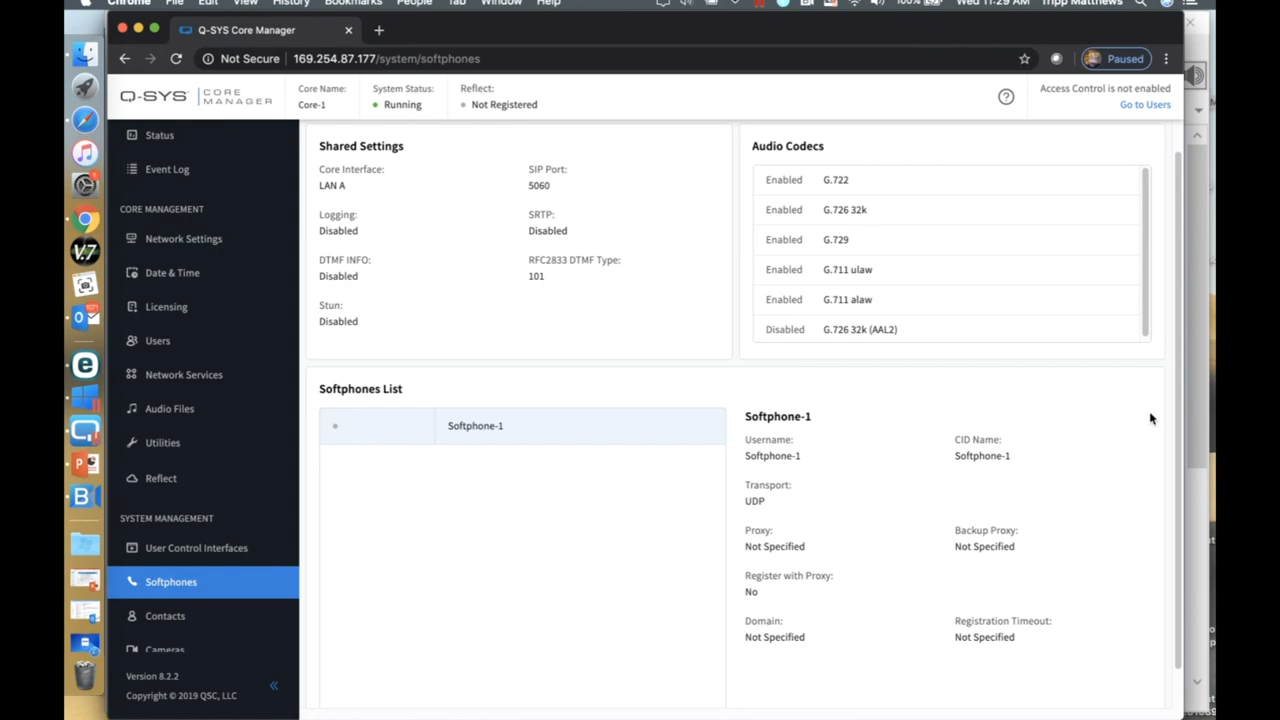 Chrome File Edit View History Bookmarks People Tab Window Help 100% Wed 11:29 AM Tripp Matthews
Q-SYS Core Manager
Not Secure 169.254.87.177/system/softphones Paused
Q-SYS CORE MANAGER
Core Name: Core-1
System Status: Running
Reflect: Not Registered
Access Control is not enabled
Go to Users
Status
Event Log
CORE MANAGEMENT
Network Settings
Date & Time
Licensing
Users
Network Services
Audio Files
Utilities
Reflect
SYSTEM MANAGEMENT
User Control Interfaces
Softphones
Contacts
Cameras
Version 8.2.2
Copyright © 2019 QSC, LLC
Shared Settings
Core Interface: SIP Port:
LAN A 5060
Logging: SRTP:
Disabled Disabled
DTMF INFO: RFC2833 DTMF Type:
Disabled 101
Stun:
Disabled
Audio Codecs
Enabled G.722
Enabled G.726 32k
Enabled G.729
Enabled G.711 ulaw
Enabled G.711 alaw
Disabled G.726 32k (AAL2)
Softphones List
Softphone-1
Softphone-1
Username: CID Name:
Softphone-1 Softphone-1
Transport:
UDP
Proxy: Backup Proxy:
Not Specified Not Specified
Register with Proxy:
No
Domain: Registration Timeout:
Not Specified Not Specified
V.7